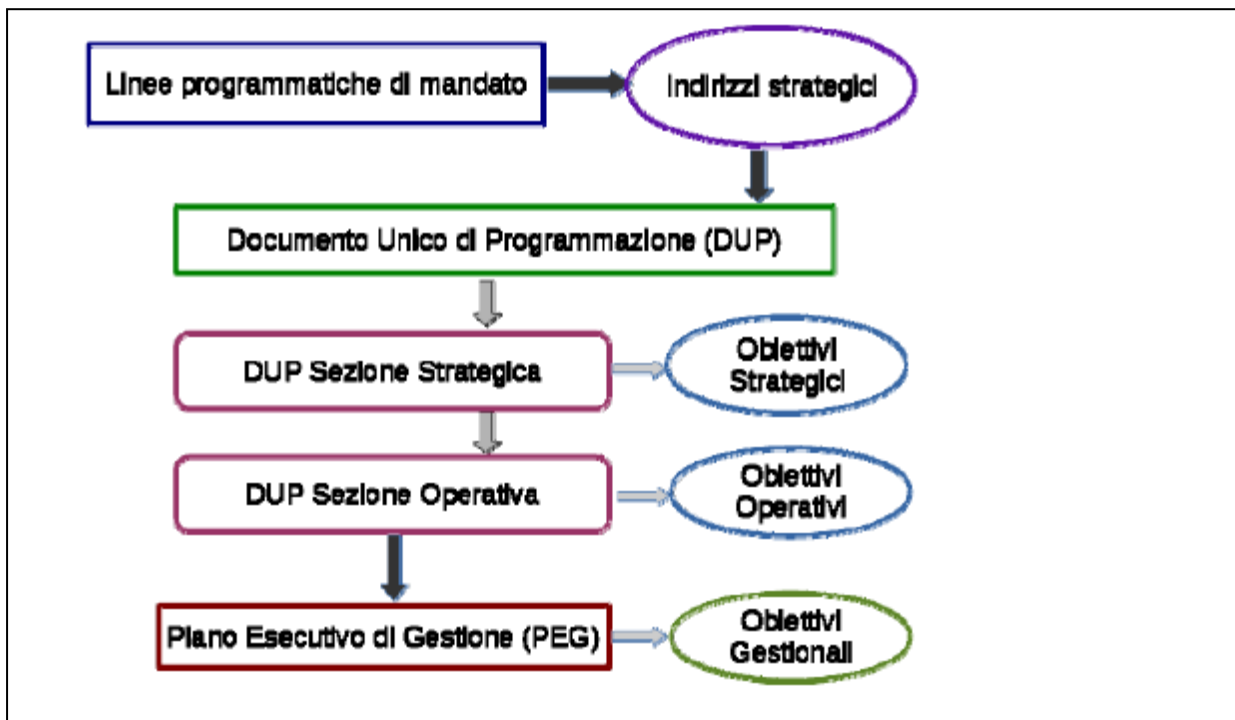 Linee programmatiche di mandato
Indirizzi strategici
Documento Unico di Programmazione (DUP)
DUP Sezione Strategica
Obiettivi
Strategici
DUP Sezione Operativa
Obiettivi
Operativi
Piano Esecutivo di Gestione (PEG)
Obiettivi
Gestionali